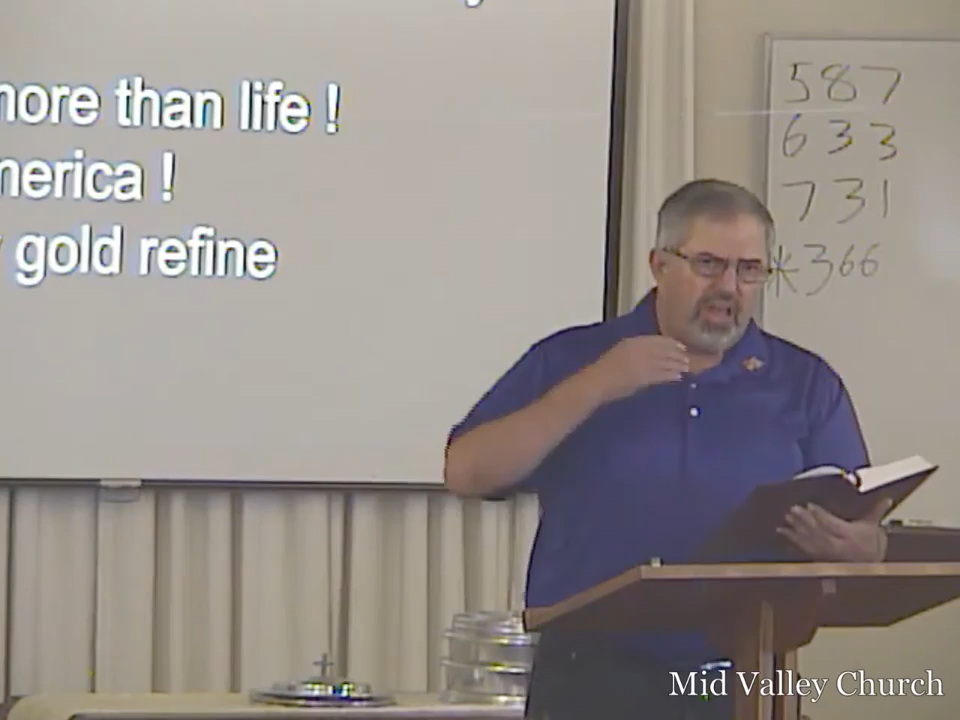 more than life !
merica !
gold refine
587
633
731
*366
Mid Valley Church